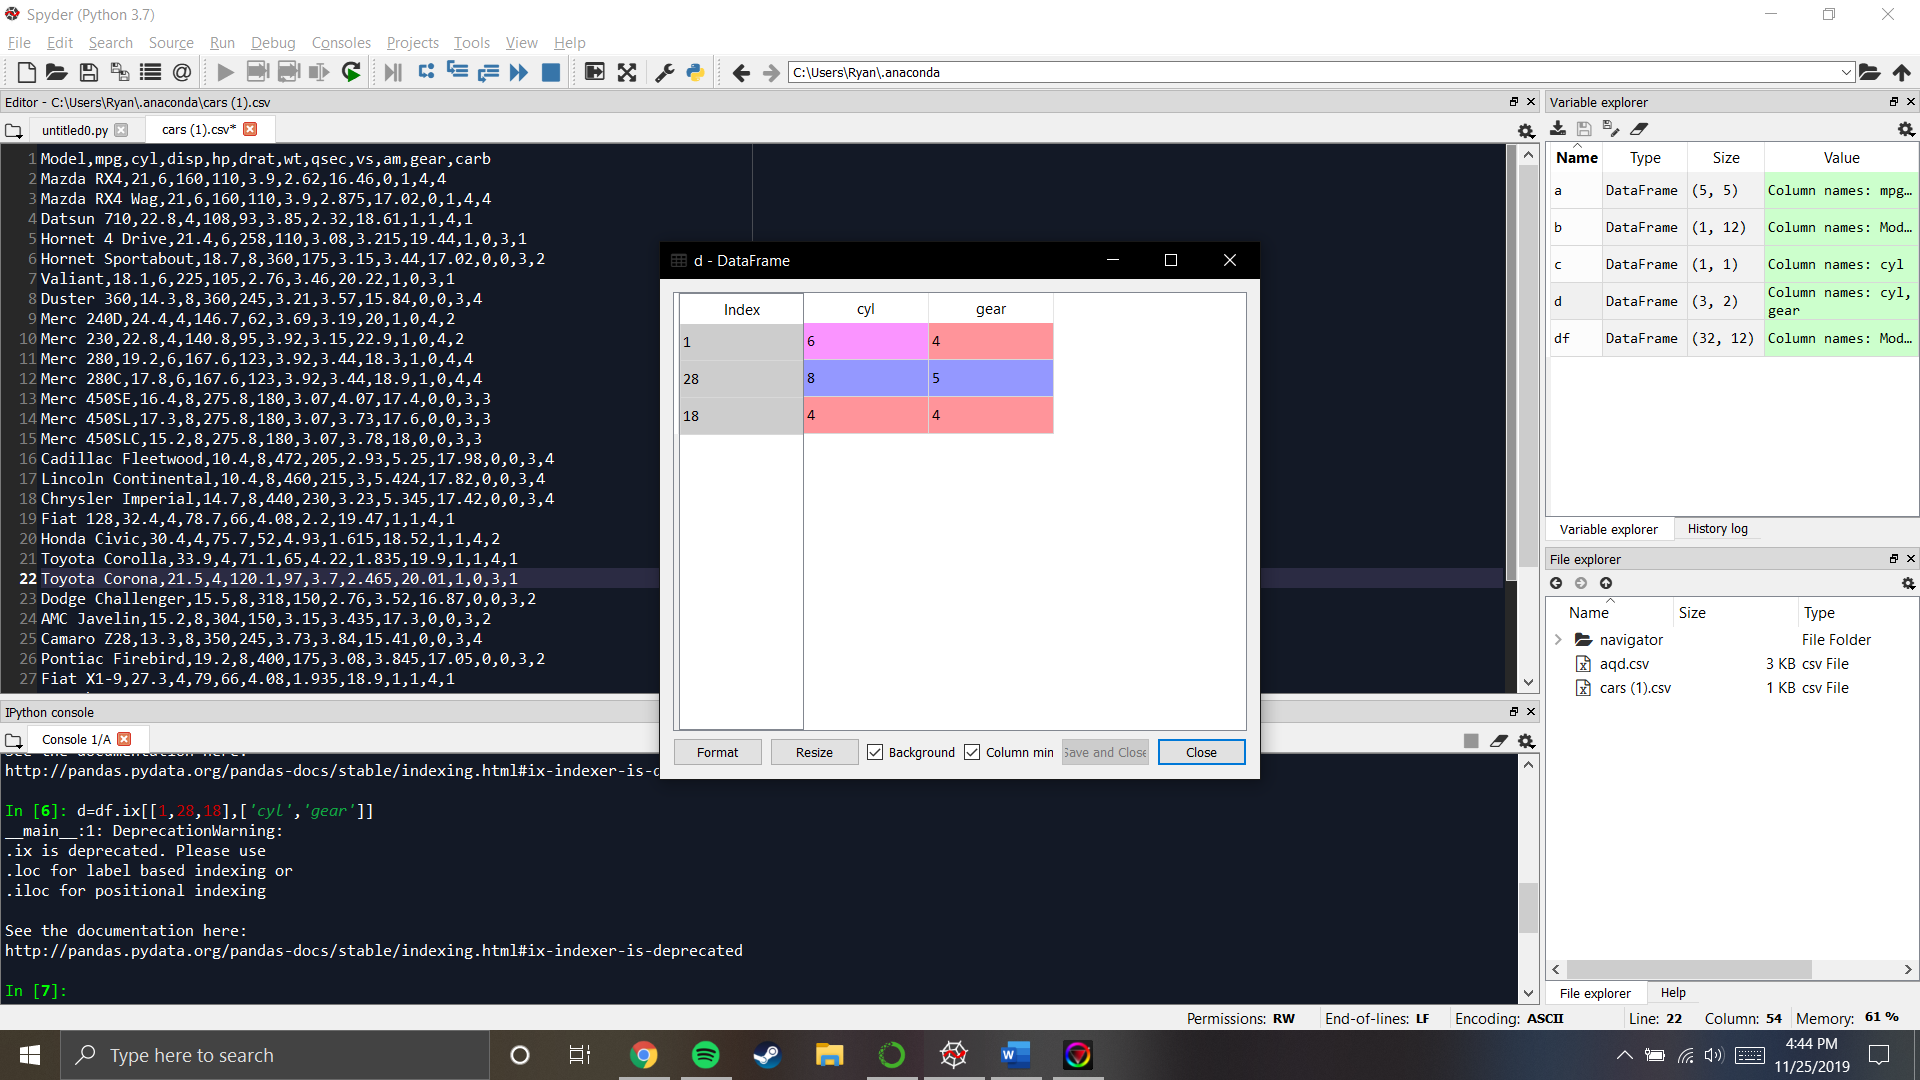 Spyder (Python 3.7)
File Edit Search Source Run Debug Consoles Projects Tools View Help
C:\Users\Ryan\.anaconda
Editor - C:\Users\Ryan\.anaconda\cars (1).csv
untitled0.py
cars (1).csv*
1 Model,mpg,cyl,disp,hp,drat,wt,qsec,vs,am,gear,carb
2 Mazda RX4,21,6,160,110,3.9,2.62,16.46,0,1,4,4
3 Mazda RX4 Wag,21,6,160,110,3.9,2.875,17.02,0,1,4,4
4 Datsun 710,22.8,4,108,93,3.85,2.32,18.61,1,1,4,1
5 Hornet 4 Drive,21.4,6,258,110,3.08,3.215,19.44,1,0,3,1
6 Hornet Sportabout,18.7,8,360,175,3.15,3.44,17.02,0,0,3,2
7 Valiant,18.1,6,225,105,2.76,3.46,20.22,1,0,3,1
8 Duster 360,14.3,8,360,245,3.21,3.57,15.84,0,0,3,4
9 Merc 240D,24.4,4,146.7,62,3.69,3.19,20,1,0,4,2
10 Merc 230,22.8,4,140.8,95,3.92,3.15,22.9,1,0,4,2
11 Merc 280,19.2,6,167.6,123,3.92,3.44,18.3,1,0,4,4
12 Merc 280C,17.8,6,167.6,123,3.92,3.44,18.9,1,0,4,4
13 Merc 450SE,16.4,8,275.8,180,3.07,4.07,17.4,0,0,3,3
14 Merc 450SL,17.3,8,275.8,180,3.07,3.73,17.6,0,0,3,3
15 Merc 450SLC,15.2,8,275.8,180,3.07,3.78,18,0,0,3,3
16 Cadillac Fleetwood,10.4,8,472,205,2.93,5.25,17.98,0,0,3,4
17 Lincoln Continental,10.4,8,460,215,3,5.424,17.82,0,0,3,4
18 Chrysler Imperial,14.7,8,440,230,3.23,5.345,17.42,0,0,3,4
19 Fiat 128,32.4,4,78.7,66,4.08,2.2,19.47,1,1,4,1
20 Honda Civic,30.4,4,75.7,52,4.93,1.615,18.52,1,1,4,2
21 Toyota Corolla,33.9,4,71.1,65,4.22,1.835,19.9,1,1,4,1
22 Toyota Corona,21.5,4,120.1,97,3.7,2.465,20.01,1,0,3,1
23 Dodge Challenger,15.5,8,318,150,2.76,3.52,16.87,0,0,3,2
24 AMC Javelin,15.2,8,304,150,3.15,3.435,17.3,0,0,3,2
25 Camaro Z28,13.3,8,350,245,3.73,3.84,15.41,0,0,3,4
26 Pontiac Firebird,19.2,8,400,175,3.08,3.845,17.05,0,0,3,2
27 Fiat X1-9,27.3,4,79,66,4.08,1.935,18.9,1,1,4,1
d - DataFrame
Index cyl gear
1 6 4
28 8 5
18 4 4
Format Resize Background Column min Save and Close Close
Variable explorer
Name Type Size Value
a DataFrame (5, 5) Column names: mpg…
b DataFrame (1, 12) Column names: Mod…
c DataFrame (1, 1) Column names: cyl
d DataFrame (3, 2) Column names: cyl,
gear
df DataFrame (32, 12) Column names: Mod…
Variable explorer History log
File explorer
Name Size Type
navigator File Folder
aqd.csv 3 KB csv File
cars (1).csv 1 KB csv File
File explorer Help
IPython console
Console 1/A
See the documentation here:
http://pandas.pydata.org/pandas-docs/stable/indexing.html#ix-indexer-is-d
In [6]: d=df.ix[[1,28,18],['cyl','gear']]
__main__:1: DeprecationWarning:
.ix is deprecated. Please use
.loc for label based indexing or
.iloc for positional indexing
See the documentation here:
http://pandas.pydata.org/pandas-docs/stable/indexing.html#ix-indexer-is-deprecated
In [7]:
Permissions: RW End-of-lines: LF Encoding: ASCII Line: 22 Column: 54 Memory: 61 %
Type here to search
4:44 PM
11/25/2019